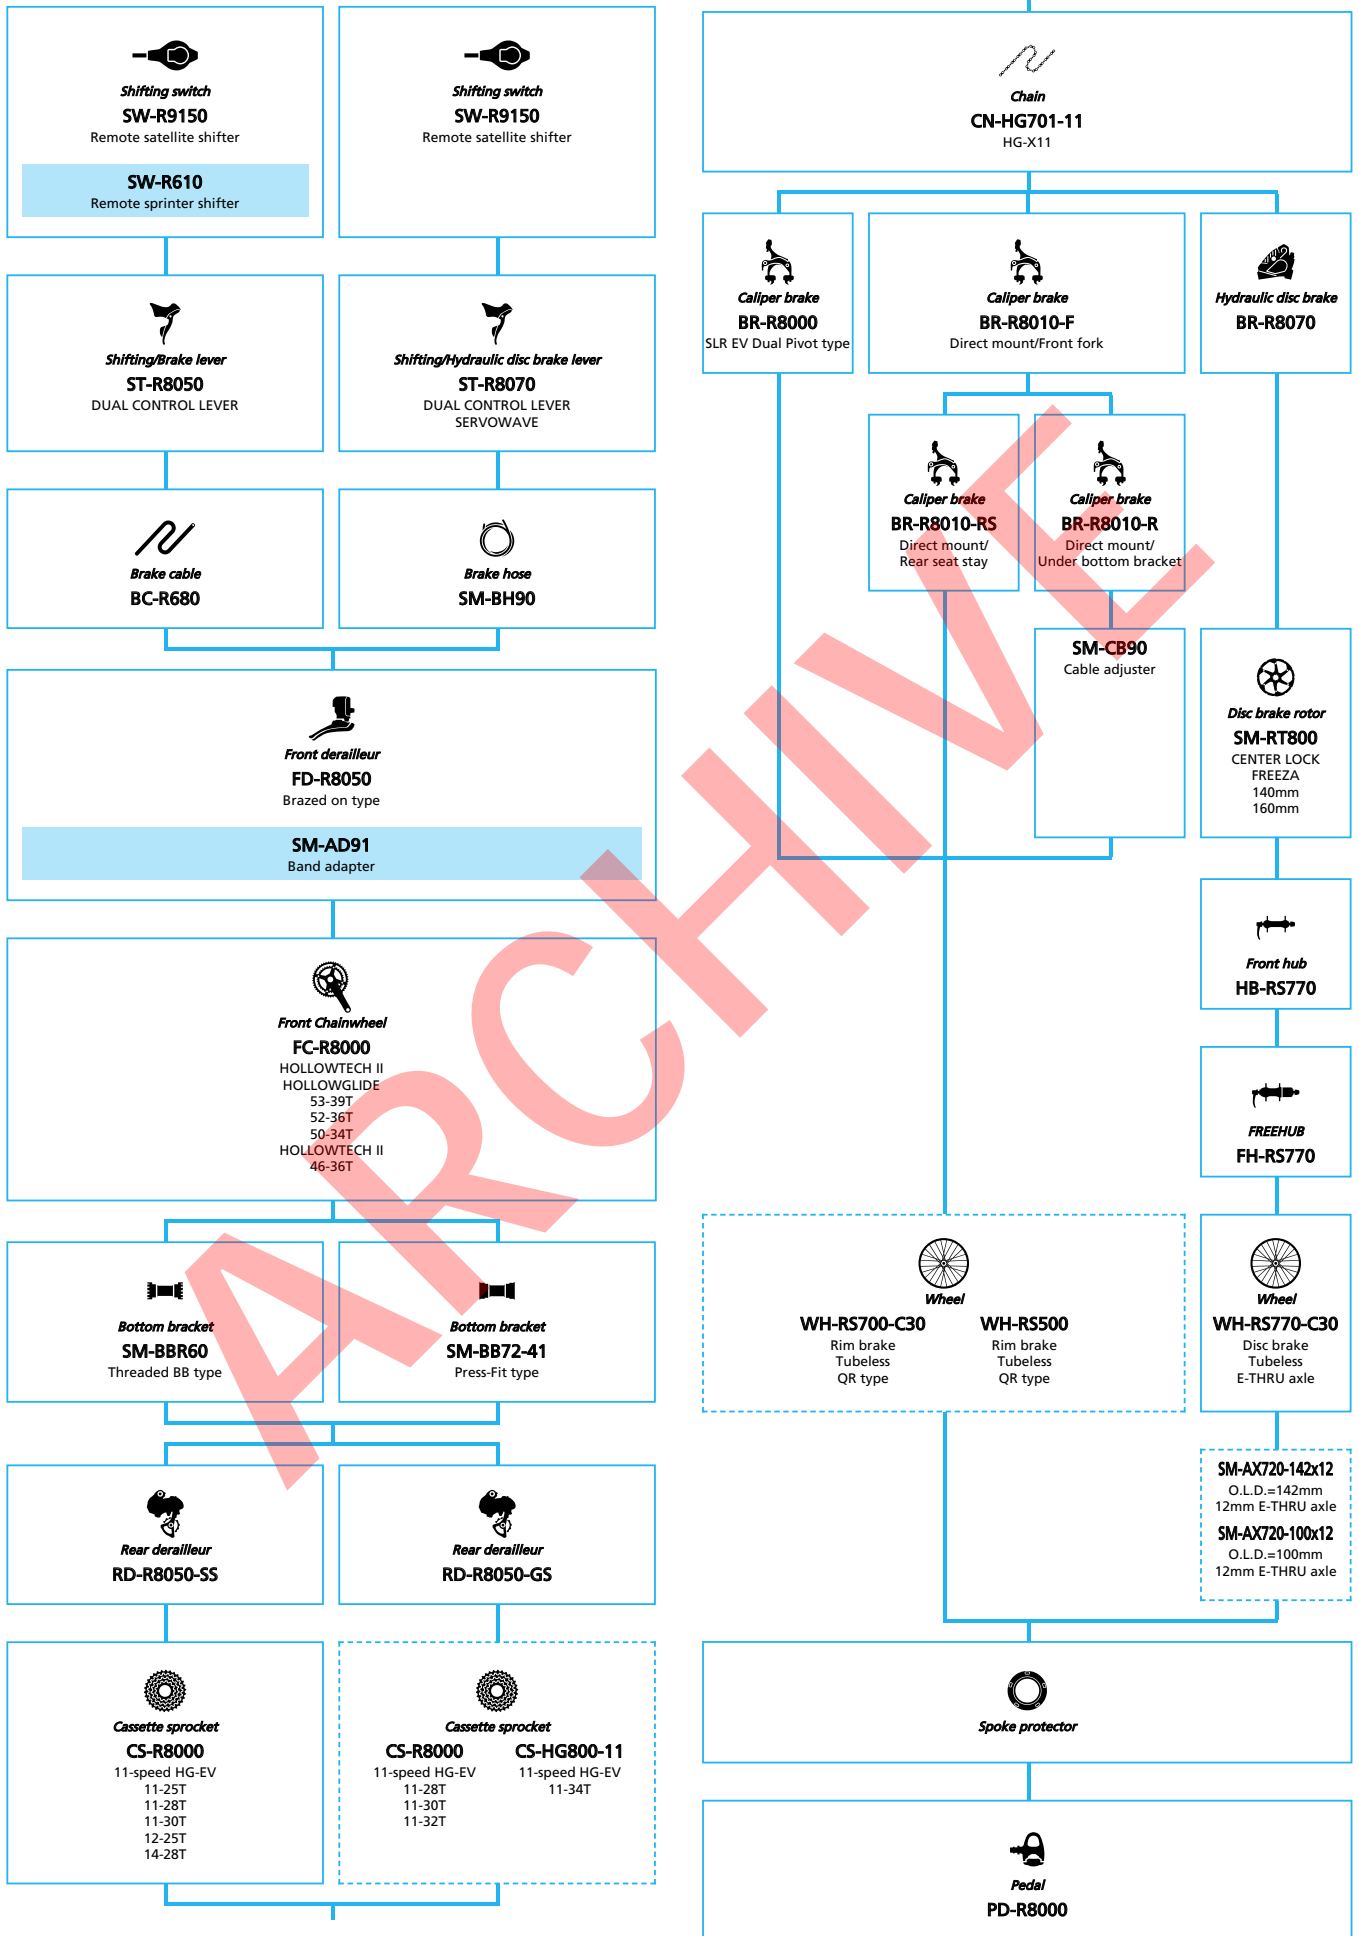 Shifting switch
SW-R9150
Remote satellite shifter
SW-R610
Remote sprinter shifter
Shifting switch
SW-R9150
Remote satellite shifter
Shifting/Brake lever
ST-R8050
DUAL CONTROL LEVER
Shifting/Hydraulic disc brake lever
ST-R8070
DUAL CONTROL LEVER
SERVOWAVE
Brake cable
BC-R680
Brake hose
SM-BH90
Front derailleur
FD-R8050
Brazed on type
SM-AD91
Band adapter
Front Chainwheel
FC-R8000
HOLLOWTECH II
HOLLOWGLIDE
53-39T
52-36T
50-34T
HOLLOWTECH II
46-36T
Bottom bracket
SM-BBR60
Threaded BB type
Bottom bracket
SM-BB72-41
Press-Fit type
Rear derailleur
RD-R8050-SS
Rear derailleur
RD-R8050-GS
Cassette sprocket
CS-R8000
11-speed HG-EV
11-25T
11-28T
11-30T
12-25T
14-28T
Cassette sprocket
CS-R8000
11-speed HG-EV
11-28T
11-30T
11-32T
CS-HG800-11
11-speed HG-EV
11-34T
Chain
CN-HG701-11
HG-X11
Caliper brake
BR-R8000
SLR EV Dual Pivot type
Caliper brake
BR-R8010-F
Direct mount/Front fork
Hydraulic disc brake
BR-R8070
Caliper brake
BR-R8010-RS
Direct mount/
Rear seat stay
Caliper brake
BR-R8010-R
Direct mount/
Under bottom bracket
SM-CB90
Cable adjuster
Disc brake rotor
SM-RT800
CENTER LOCK
FREEZA
140mm
160mm
Front hub
HB-RS770
FREEHUB
FH-RS770
Wheel
WH-RS700-C30
Rim brake
Tubeless
QR type
WH-RS500
Rim brake
Tubeless
QR type
Wheel
WH-RS770-C30
Disc brake
Tubeless
E-THRU axle
SM-AX720-142x12
O.L.D.=142mm
12mm E-THRU axle
SM-AX720-100x12
O.L.D.=100mm
12mm E-THRU axle
Spoke protector
Pedal
PD-R8000
ARCHIVE